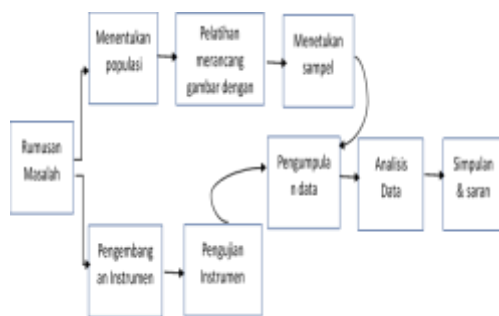 Menentukan
populasi
Pelatihan
merancang
gambar dengan
Menetukan
sampel
Rumusan
Masalah
Pengumpula
n data
Analisis
Data
Simpulan
& saran
Pengembang
an Instrumen
Pengujian
Instrumen